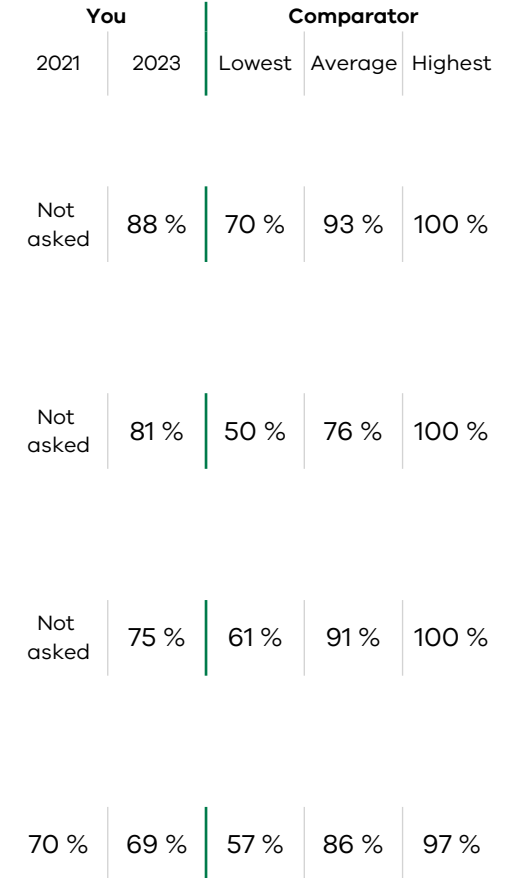 You Comparator
2021 2023 Lowest Average Highest
Not asked 88 % 70 % 93 % 100 %
Not asked 81 % 50 % 76 % 100 %
Not asked 75 % 61 % 91 % 100 %
70 % 69 % 57 % 86 % 97 %